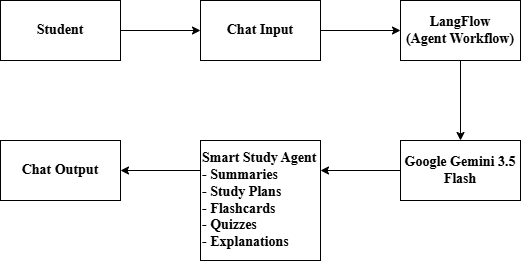 Student
Chat Input
LangFlow
(Agent Workflow)
Google Gemini 3.5
Flash
Smart Study Agent
- Summaries
- Study Plans
- Flashcards
- Quizzes
- Explanations
Chat Output